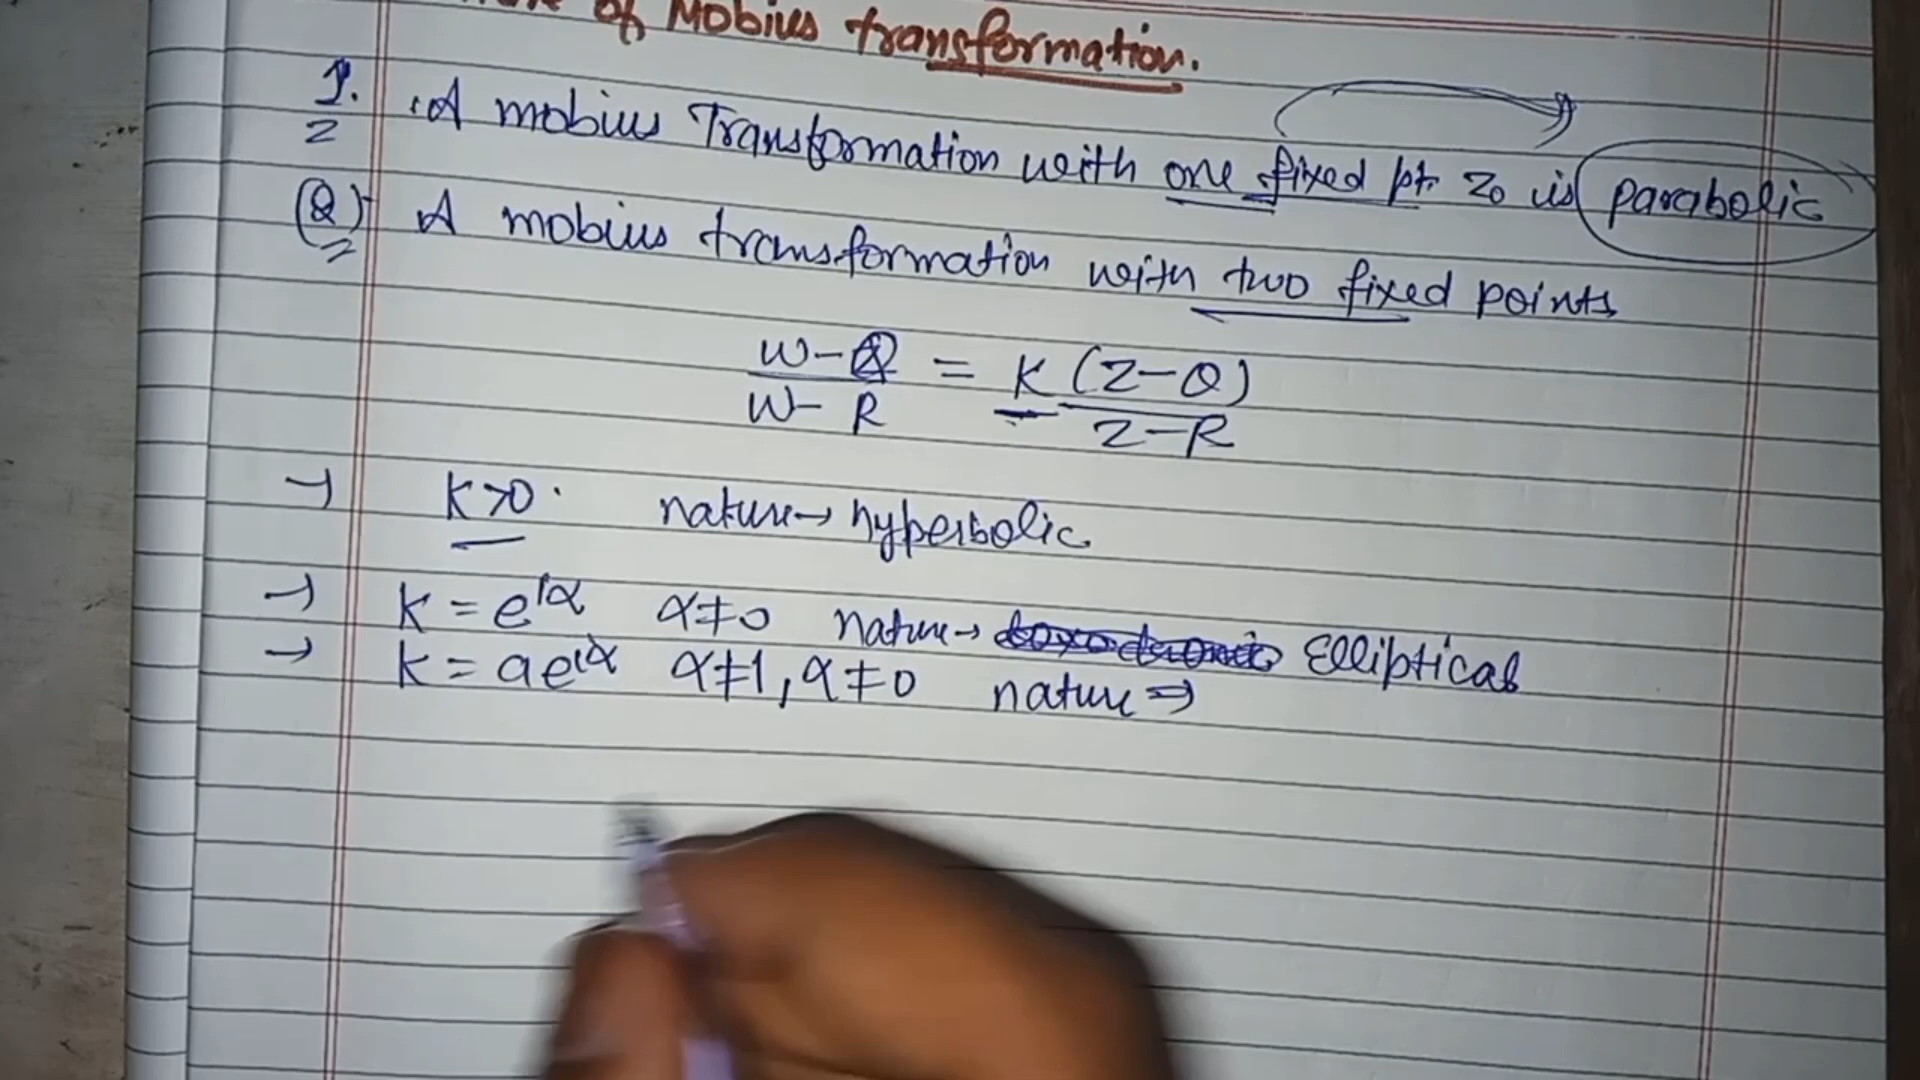 of Mobius transformation.
1. A mobius Transformation with one fixed pt. Zo is parabolic
(Q) A mobius transformation with two fixed points
W-Q = K (Z-Q)
W-R Z-R
→ K>0. nature→ hyperbolic
→ K = e^iα α≠0 nature→ Elliptical
→ K = ae^iα α≠1, α≠0 nature ⇒